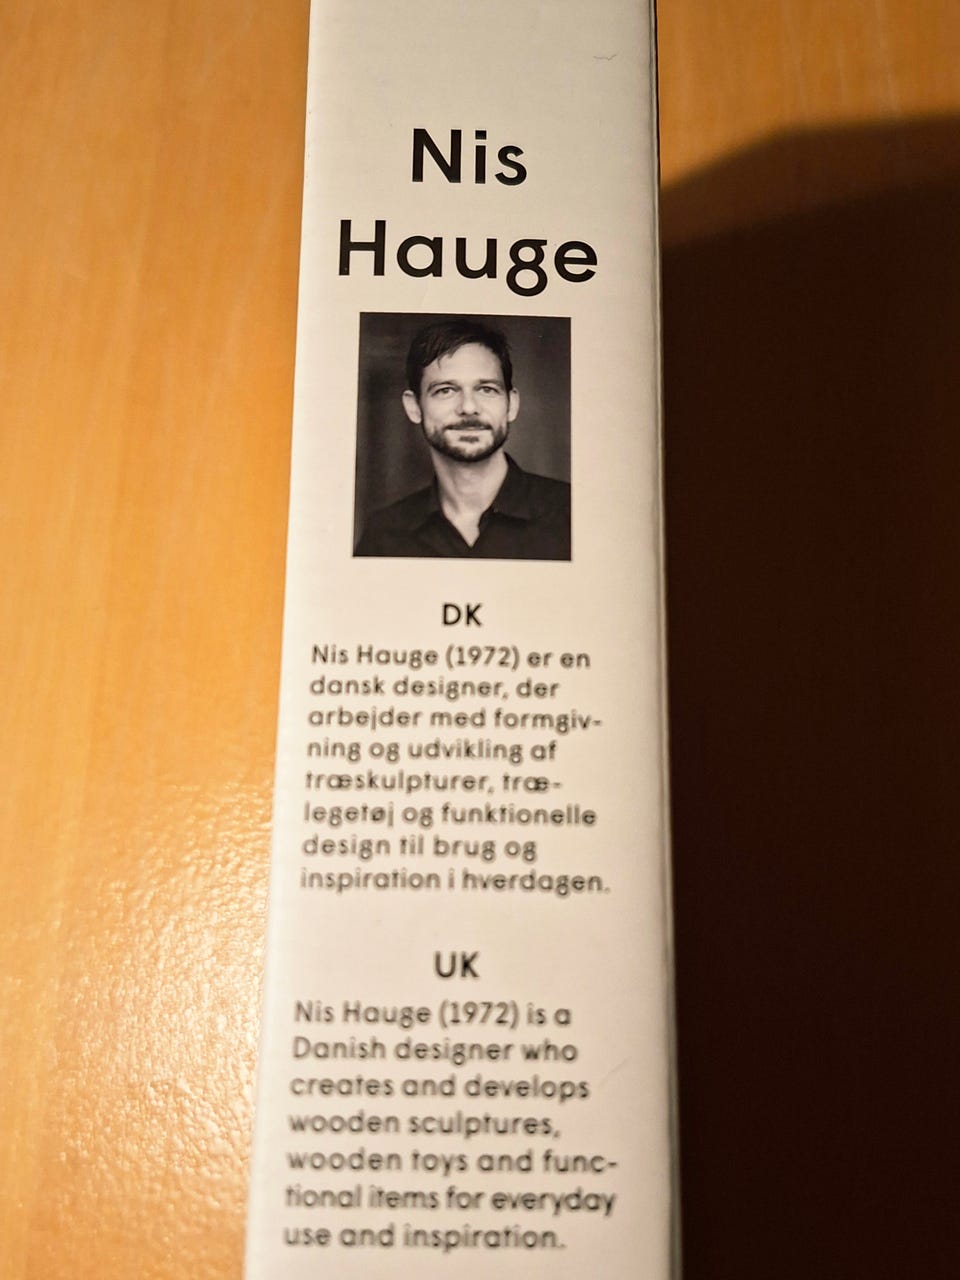 Nis
Hauge
DK
Nis Hauge (1972) er en
dansk designer, der
arbejder med formgiv-
ning og udvikling af
træskulpturer, træ-
legetøj og funktionelle
design til brug og
inspiration i hverdagen.
UK
Nis Hauge (1972) is a
Danish designer who
creates and develops
wooden sculptures,
wooden toys and func-
tional items for everyday
use and inspiration.